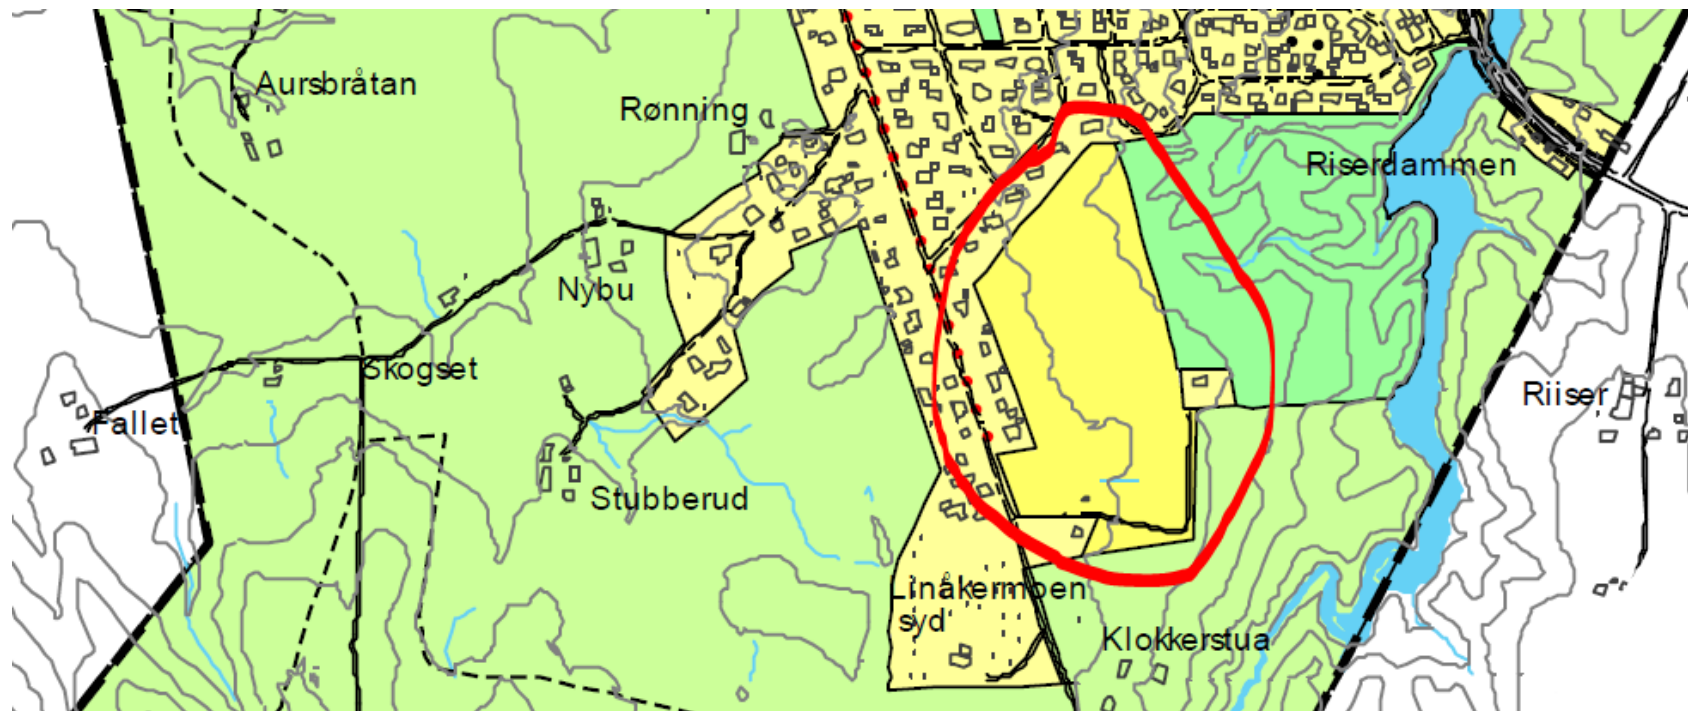 Aursbråtan
Rønning
Riserdammen
Nybu
Skogset
Riiser
Fallet
Stubberud
Linåkermoen
syd
Klokkerstua